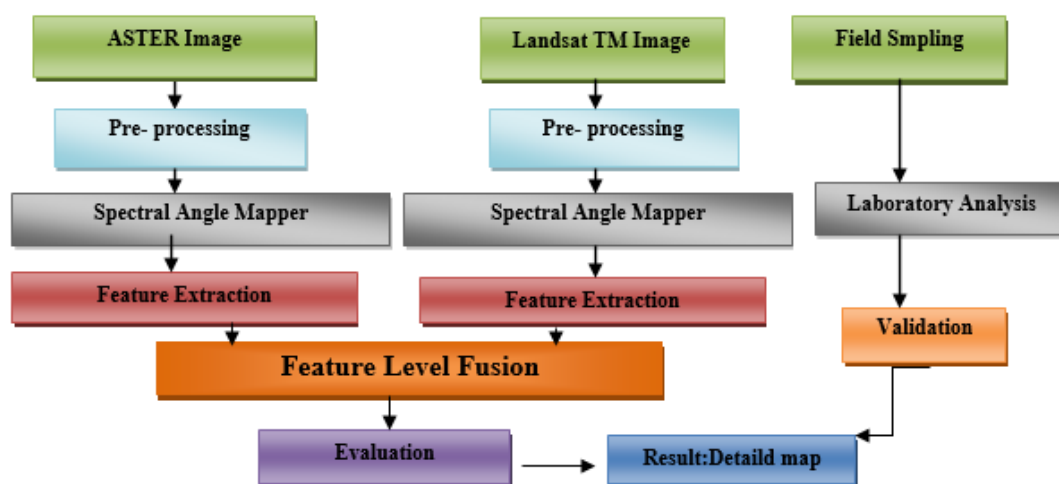 ASTER Image
Landsat TM Image
Field Smpling
Pre- processing
Pre- processing
Spectral Angle Mapper
Spectral Angle Mapper
Laboratory Analysis
Feature Extraction
Feature Extraction
Validation
Feature Level Fusion
Evaluation
Result:Detaild map